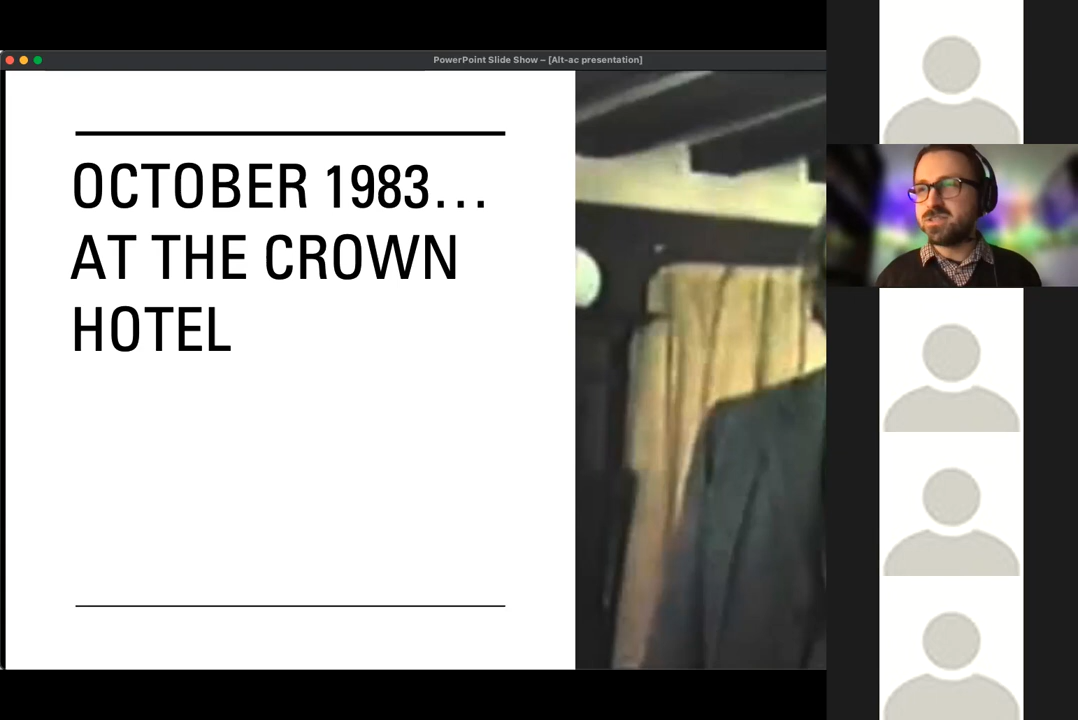 PowerPoint Slide Show – [Alt-ac presentation]
OCTOBER 1983...
AT THE CROWN
HOTEL